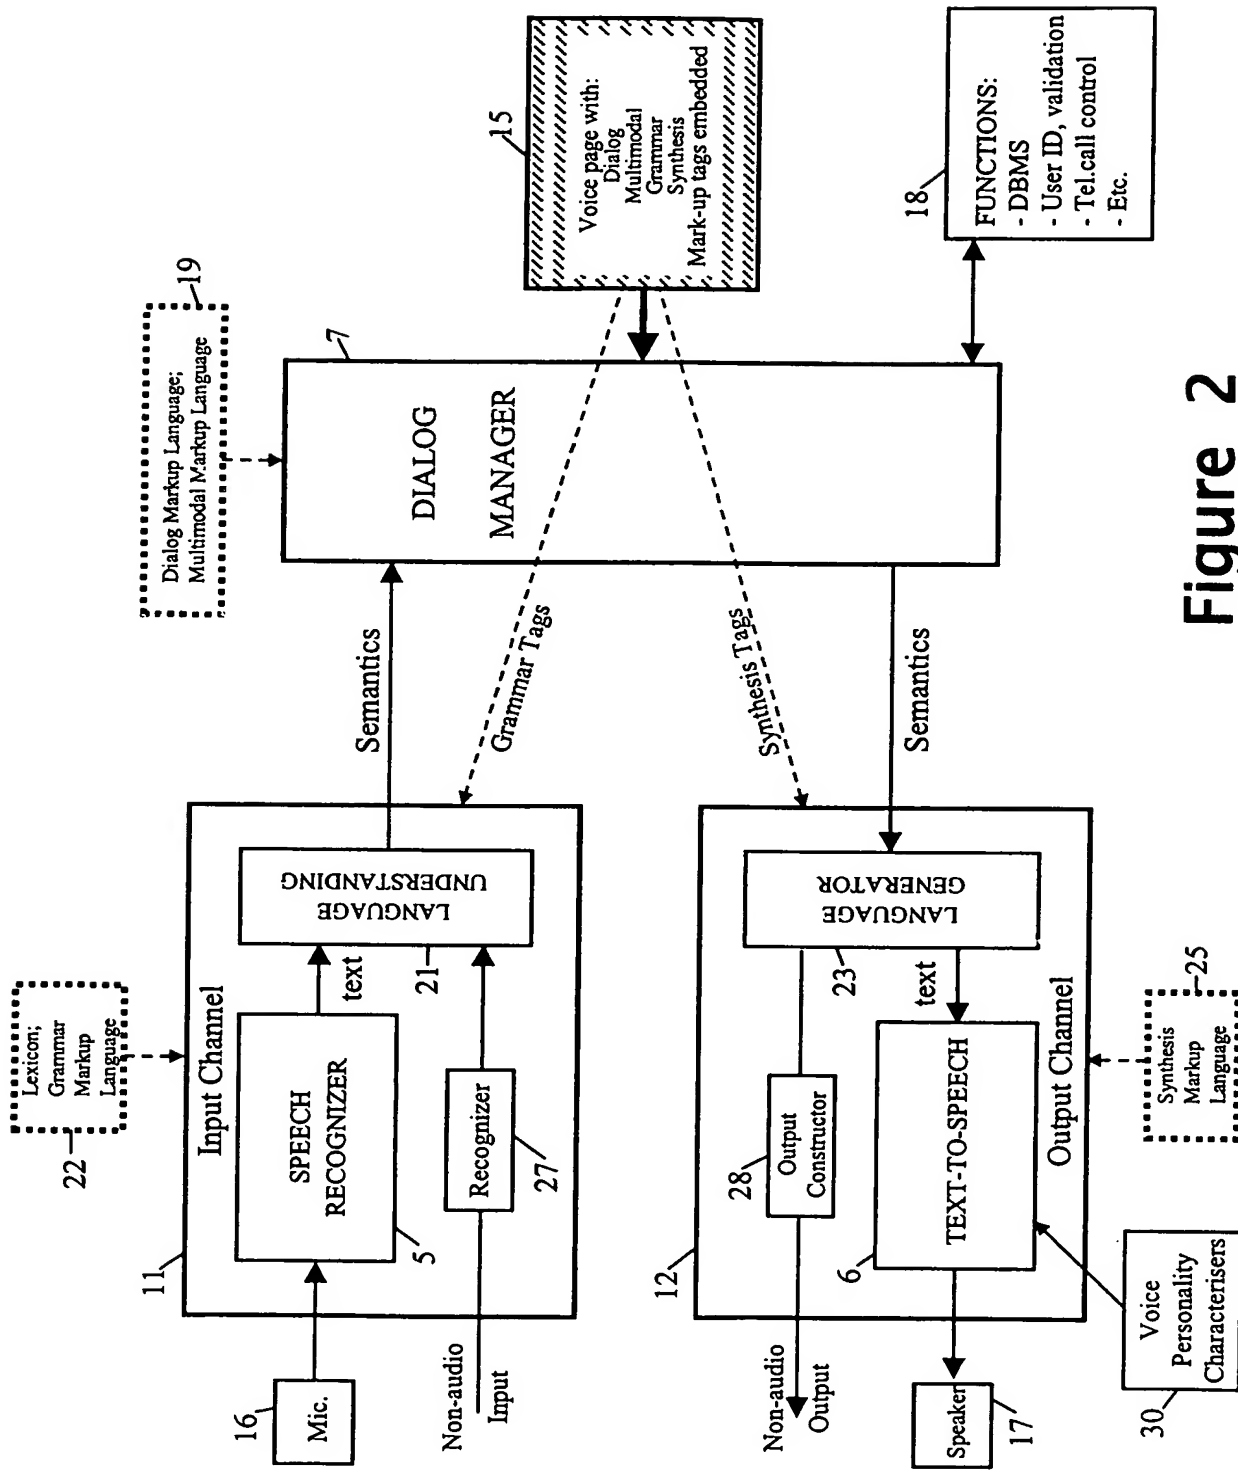 22
Lexicon;
Grammar
Markup
Language
11
Input Channel
16
Mic.
SPEECH
RECOGNIZER
5
text
LANGUAGE
UNDERSTANDING
21
Non-audio
Input
Recognizer
27
Semantics
Dialog Markup Language;
Multimodal Markup Language
19
7
DIALOG
MANAGER
Grammar Tags
Synthesis Tags
15
Voice page with:
Dialog
Multimodal
Grammar
Synthesis
Mark-up tags embedded
18
FUNCTIONS:
- DBMS
- User ID, validation
- Tel.call control
- Etc.
Semantics
12
Non-audio
Output
28
Output
Constructor
LANGUAGE
GENERATOR
23
text
6
TEXT-TO-SPEECH
Output Channel
Speaker
17
Voice
Personality
Characterisers
30
Synthesis
Markup
Language
25
Figure 2